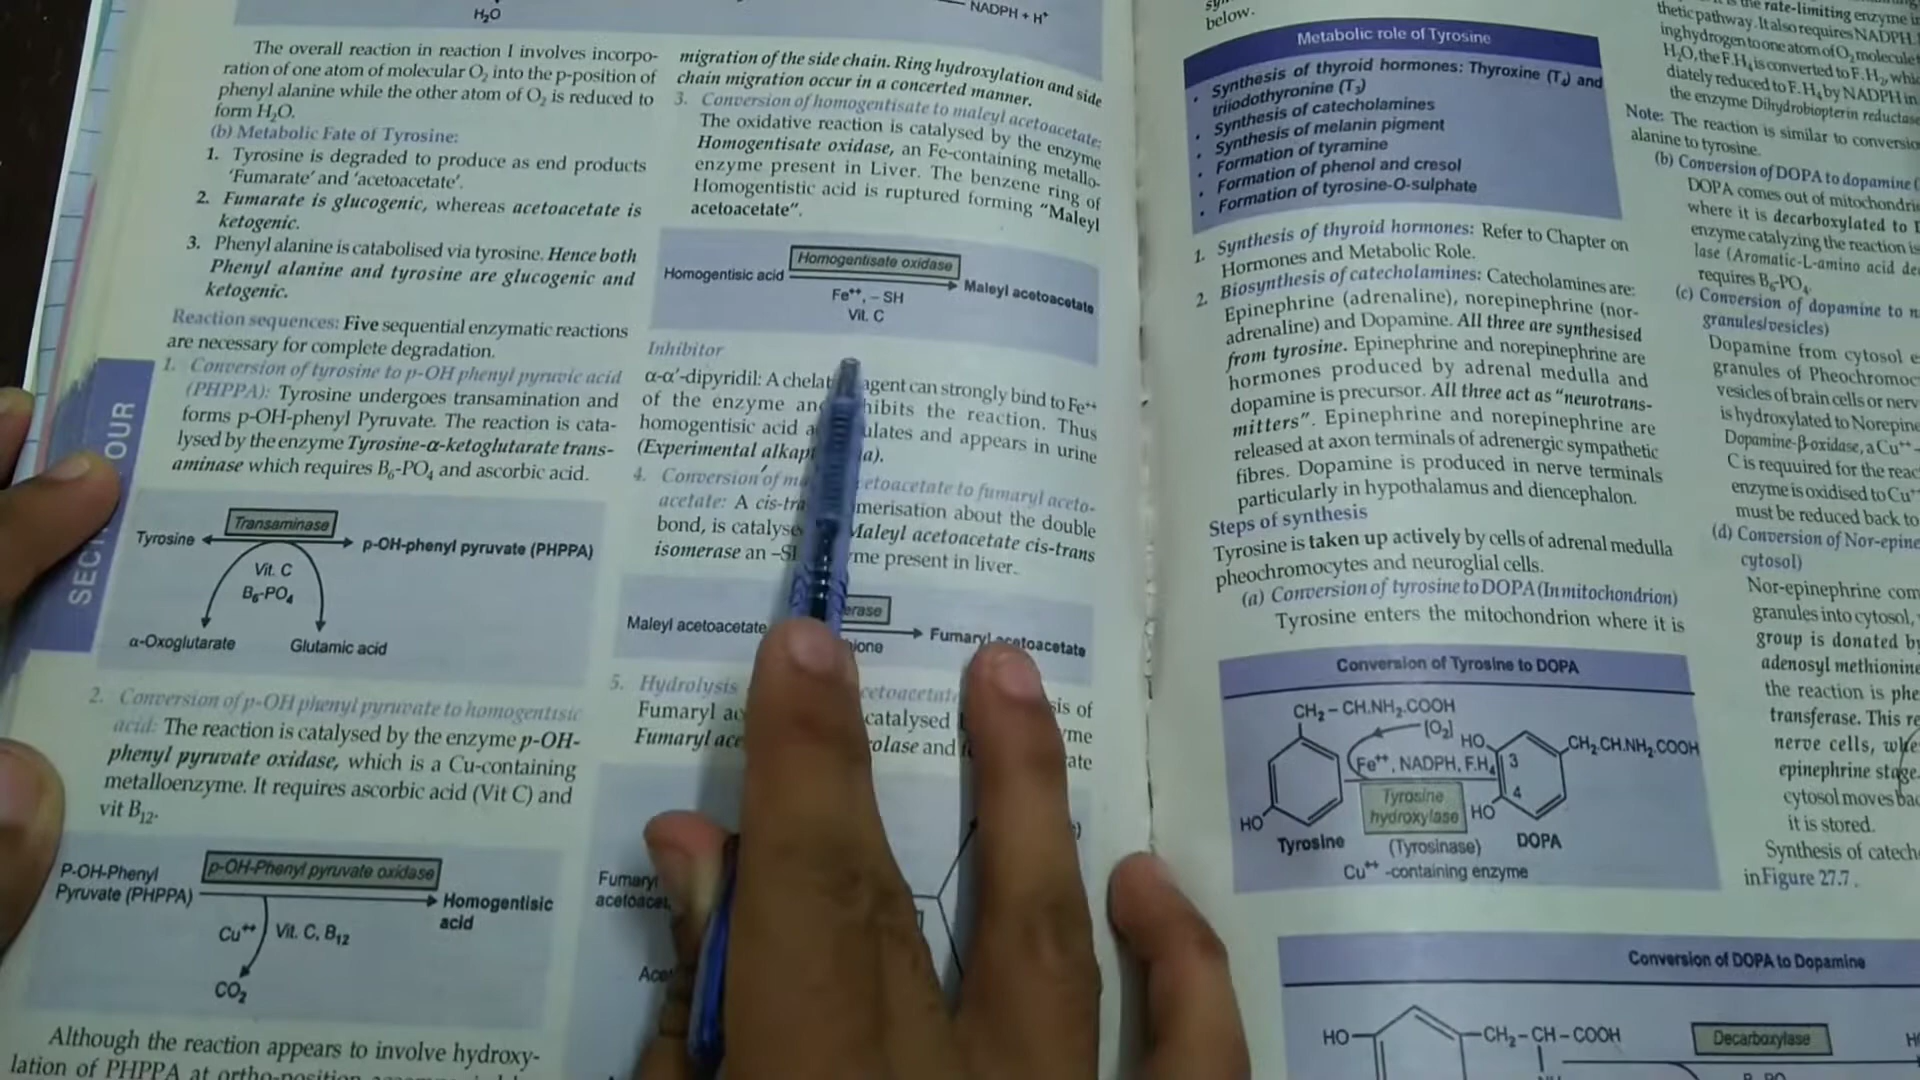 H₂O
NADPH + H⁺
The overall reaction in reaction I involves incorpo-
ration of one atom of molecular O₂ into the p-position of
phenyl alanine while the other atom of O₂ is reduced to
form H₂O.
(b) Metabolic Fate of Tyrosine:
1. Tyrosine is degraded to produce as end products
'Fumarate' and 'acetoacetate'.
2. Fumarate is glucogenic, whereas acetoacetate is
ketogenic.
3. Phenyl alanine is catabolised via tyrosine. Hence both
Phenyl alanine and tyrosine are glucogenic and
ketogenic.
Reaction sequences: Five sequential enzymatic reactions
are necessary for complete degradation.
1. Conversion of tyrosine to p-OH phenyl pyruvic acid
(PHPPA): Tyrosine undergoes transamination and
forms p-OH-phenyl Pyruvate. The reaction is cata-
lysed by the enzyme Tyrosine-α-ketoglutarate trans-
aminase which requires B₆-PO₄ and ascorbic acid.
Transaminase
Tyrosine
p-OH-phenyl pyruvate (PHPPA)
Vit. C
B₆-PO₄
α-Oxoglutarate
Glutamic acid
2. Conversion of p-OH phenyl pyruvate to homogentisic
acid: The reaction is catalysed by the enzyme p-OH-
phenyl pyruvate oxidase, which is a Cu-containing
metalloenzyme. It requires ascorbic acid (Vit C) and
vit B₁₂.
P-OH-Phenyl
Pyruvate (PHPPA)
p-OH-Phenyl pyruvate oxidase
Homogentisic
acid
Cu⁺⁺
Vit. C, B₁₂
CO₂
Although the reaction appears to involve hydroxy-
lation of PHPPA at ortho-position
SECT
OUR
migration of the side chain. Ring hydroxylation and side
chain migration occur in a concerted manner.
3. Conversion of homogentisate to maleyl acetoacetate:
The oxidative reaction is catalysed by the enzyme
Homogentisate oxidase, an Fe-containing metallo-
enzyme present in Liver. The benzene ring of
Homogentistic acid is ruptured forming "Maleyl
acetoacetate".
Homogentisic acid
Homogentisate oxidase
Maleyl acetoacetate
Fe⁺⁺, – SH
Vit. C
Inhibitor
α-α′-dipyridil: A chelat agent can strongly bind to Fe⁺⁺
of the enzyme an hibits the reaction. Thus
homogentisic acid a ulates and appears in urine
(Experimental alkap a).
4. Conversion of ma etoacetate to fumaryl aceto-
acetate: A cis-tra merisation about the double
bond, is catalyse Maleyl acetoacetate cis-trans
isomerase an –S me present in liver.
Maleyl acetoacetate
erase
hione
Fumaryl acetoacetate
5. Hydrolysis cetoacetat is of
Fumaryl ac catalysed yme
Fumaryl ace olase and ate
Fumaryl
acetoacet
Ace
below.
Metabolic role of Tyrosine
• Synthesis of thyroid hormones: Thyroxine (T₄) and
triiodothyronine (T₃)
• Synthesis of catecholamines
• Synthesis of melanin pigment
• Formation of tyramine
• Formation of phenol and cresol
• Formation of tyrosine-O-sulphate
1. Synthesis of thyroid hormones: Refer to Chapter on
Hormones and Metabolic Role.
2. Biosynthesis of catecholamines: Catecholamines are:
Epinephrine (adrenaline), norepinephrine (nor-
adrenaline) and Dopamine. All three are synthesised
from tyrosine. Epinephrine and norepinephrine are
hormones produced by adrenal medulla and
dopamine is precursor. All three act as "neurotrans-
mitters". Epinephrine and norepinephrine are
released at axon terminals of adrenergic sympathetic
fibres. Dopamine is produced in nerve terminals
particularly in hypothalamus and diencephalon.
Steps of synthesis
Tyrosine is taken up actively by cells of adrenal medulla
pheochromocytes and neuroglial cells.
(a) Conversion of tyrosine to DOPA (In mitochondrion)
Tyrosine enters the mitochondrion where it is
Conversion of Tyrosine to DOPA
CH₂ – CH.NH₂.COOH
[O₂]
HO
CH₂.CH.NH₂.COOH
Fe⁺⁺, NADPH, F.H₄
3
4
Tyrosine
hydroxylase
HO
HO
Tyrosine
(Tyrosinase)
DOPA
Cu⁺⁺ -containing enzyme
Conversion of DOPA to Dopamine
HO
CH₂ – CH – COOH
Decarboxylase
the rate-limiting enzyme i
thetic pathway. It also requires NADPH.
ing hydrogen to one atom of O₂ molecule
H₂O, the F.H₄ is converted to F.H₂, whi
diately reduced to F.H₄ by NADPH in
the enzyme Dihydrobiopterin reductase
Note: The reaction is similar to conversio
alanine to tyrosine.
(b) Conversion of DOPA to dopamine (
DOPA comes out of mitochondri
where it is decarboxylated to
enzyme catalyzing the reaction is
lase (Aromatic-L-amino acid de
requires B₆-PO₄
(c) Conversion of dopamine to n
granules/vesicles)
Dopamine from cytosol e
granules of Pheochromoc
vesicles of brain cells or nerv
is hydroxylated to Norepine
Dopamine-β-oxidase, a Cu⁺⁺-
C is requuired for the reac
enzyme is oxidised to Cu⁺
must be reduced back to
(d) Conversion of Nor-epine
cytosol)
Nor-epinephrine com
granules into cytosol,
group is donated by
adenosyl methionine
the reaction is phe
transferase. This re
nerve cells, whe
epinephrine stage.
cytosol moves bac
it is stored.
Synthesis of catech
in Figure 27.7.